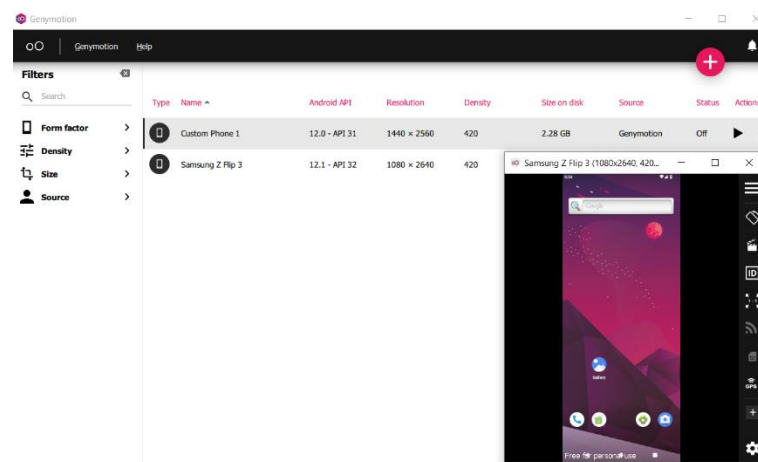 Genymotion
Genymotion Help
Filters
Search
Form factor
Density
Size
Source
Type Name Android API Resolution Density Size on disk Source Status Actions
Custom Phone 1 12.0 - API 31 1440 × 2560 420 2.28 GB Genymotion Off
Samsung Z Flip 3 12.1 - API 32 1080 × 2640 420
Samsung Z Flip 3 (1080x2640, 420...
Google
ID
GPS
Gallery
Free for personal use